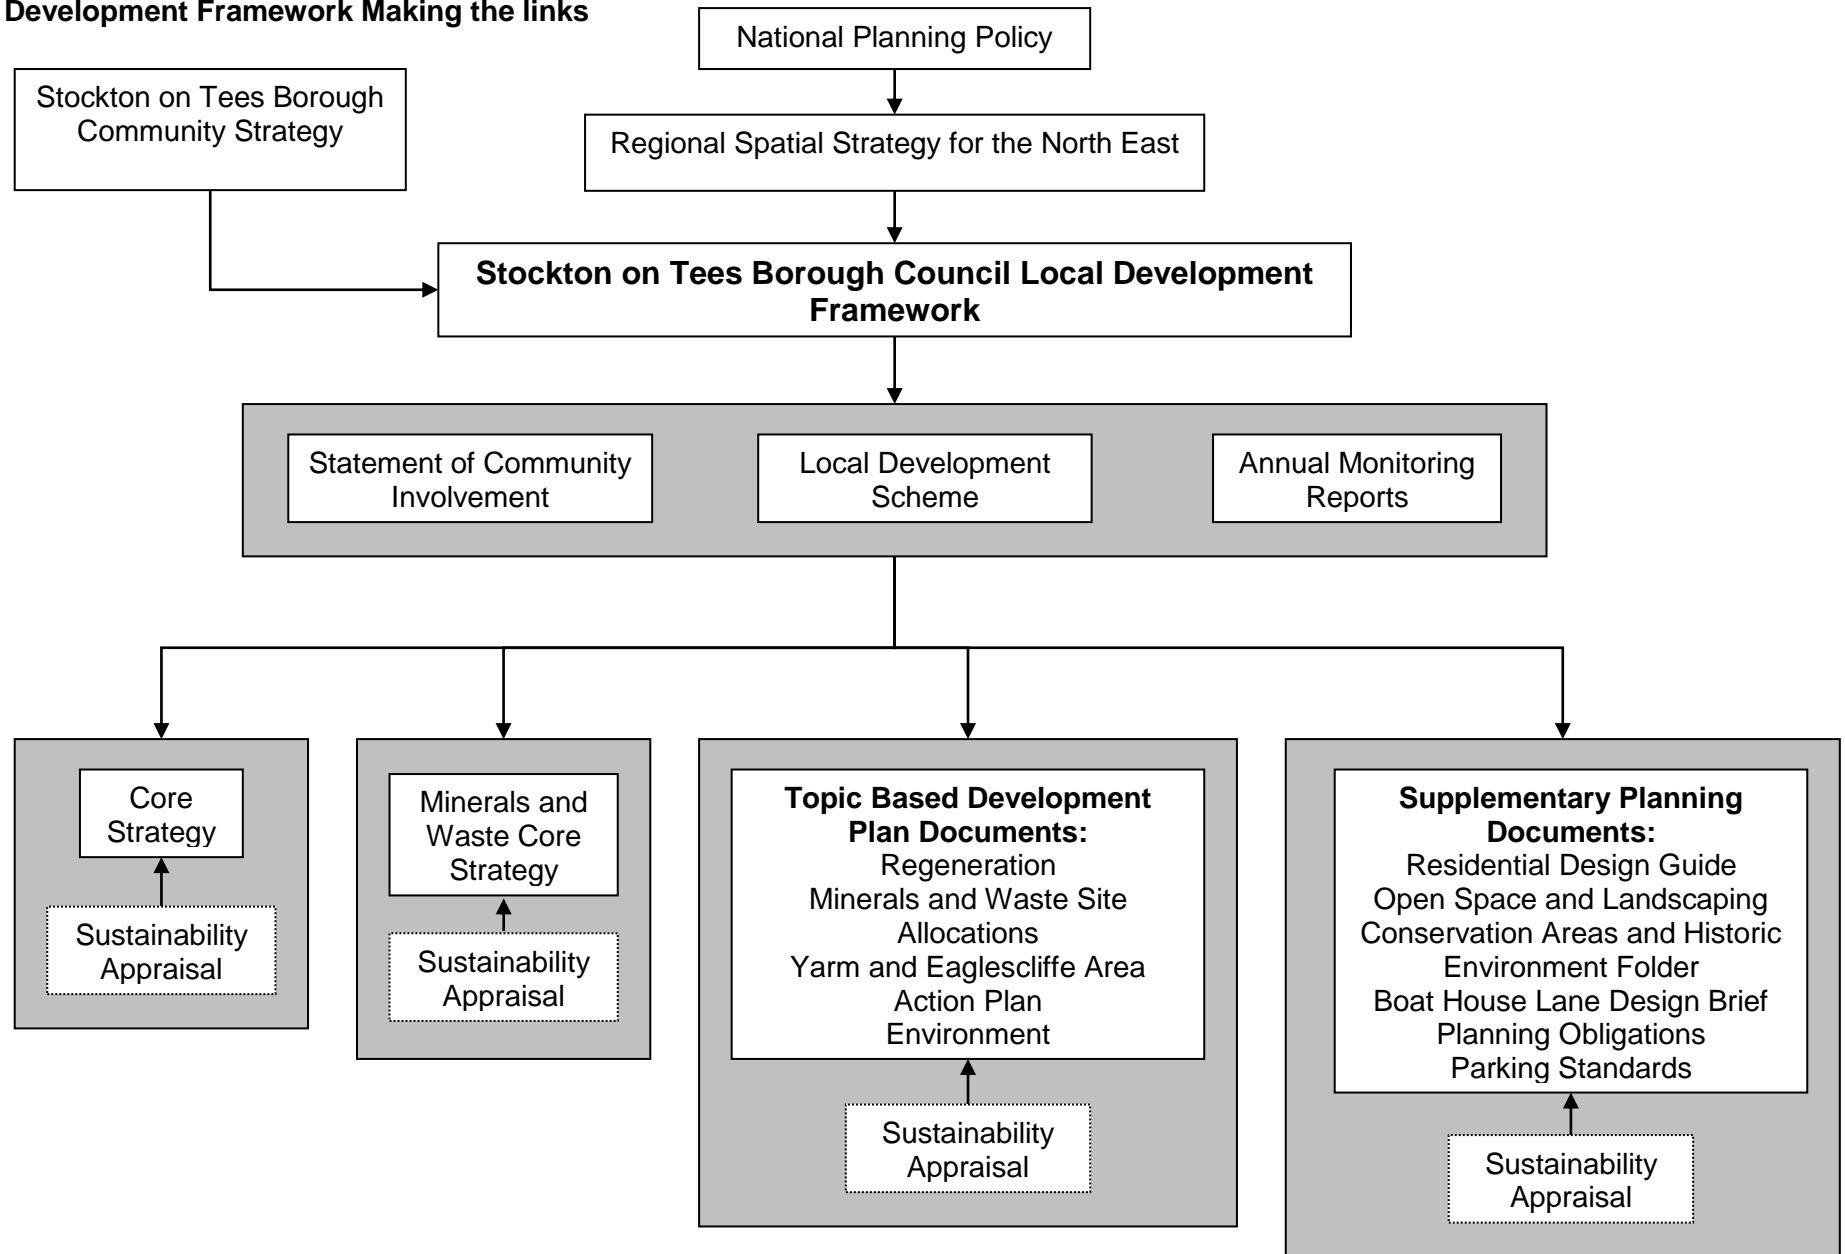 Development Framework Making the links
National Planning Policy
Stockton on Tees Borough
Community Strategy
Regional Spatial Strategy for the North East
Stockton on Tees Borough Council Local Development
Framework
Statement of Community
Involvement
Local Development
Scheme
Annual Monitoring
Reports
Core
Strategy
Sustainability
Appraisal
Minerals and
Waste Core
Strategy
Sustainability
Appraisal
Topic Based Development
Plan Documents:
Regeneration
Minerals and Waste Site
Allocations
Yarm and Eaglescliffe Area
Action Plan
Environment
Sustainability
Appraisal
Supplementary Planning
Documents:
Residential Design Guide
Open Space and Landscaping
Conservation Areas and Historic
Environment Folder
Boat House Lane Design Brief
Planning Obligations
Parking Standards
Sustainability
Appraisal